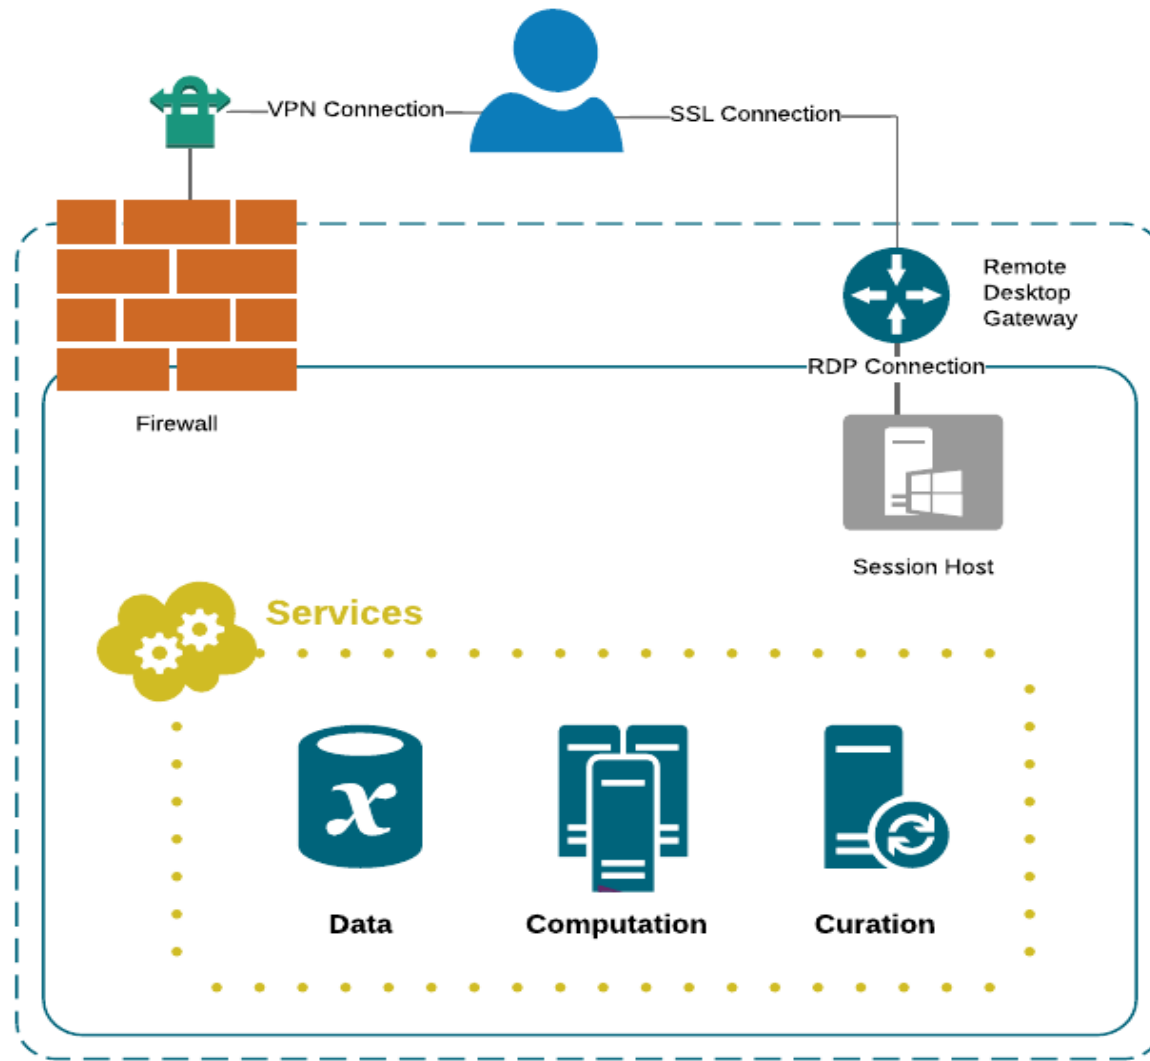 VPN Connection
SSL Connection
Remote
Desktop
Gateway
RDP Connection
Firewall
Session Host
Services
x
Data
Computation
Curation